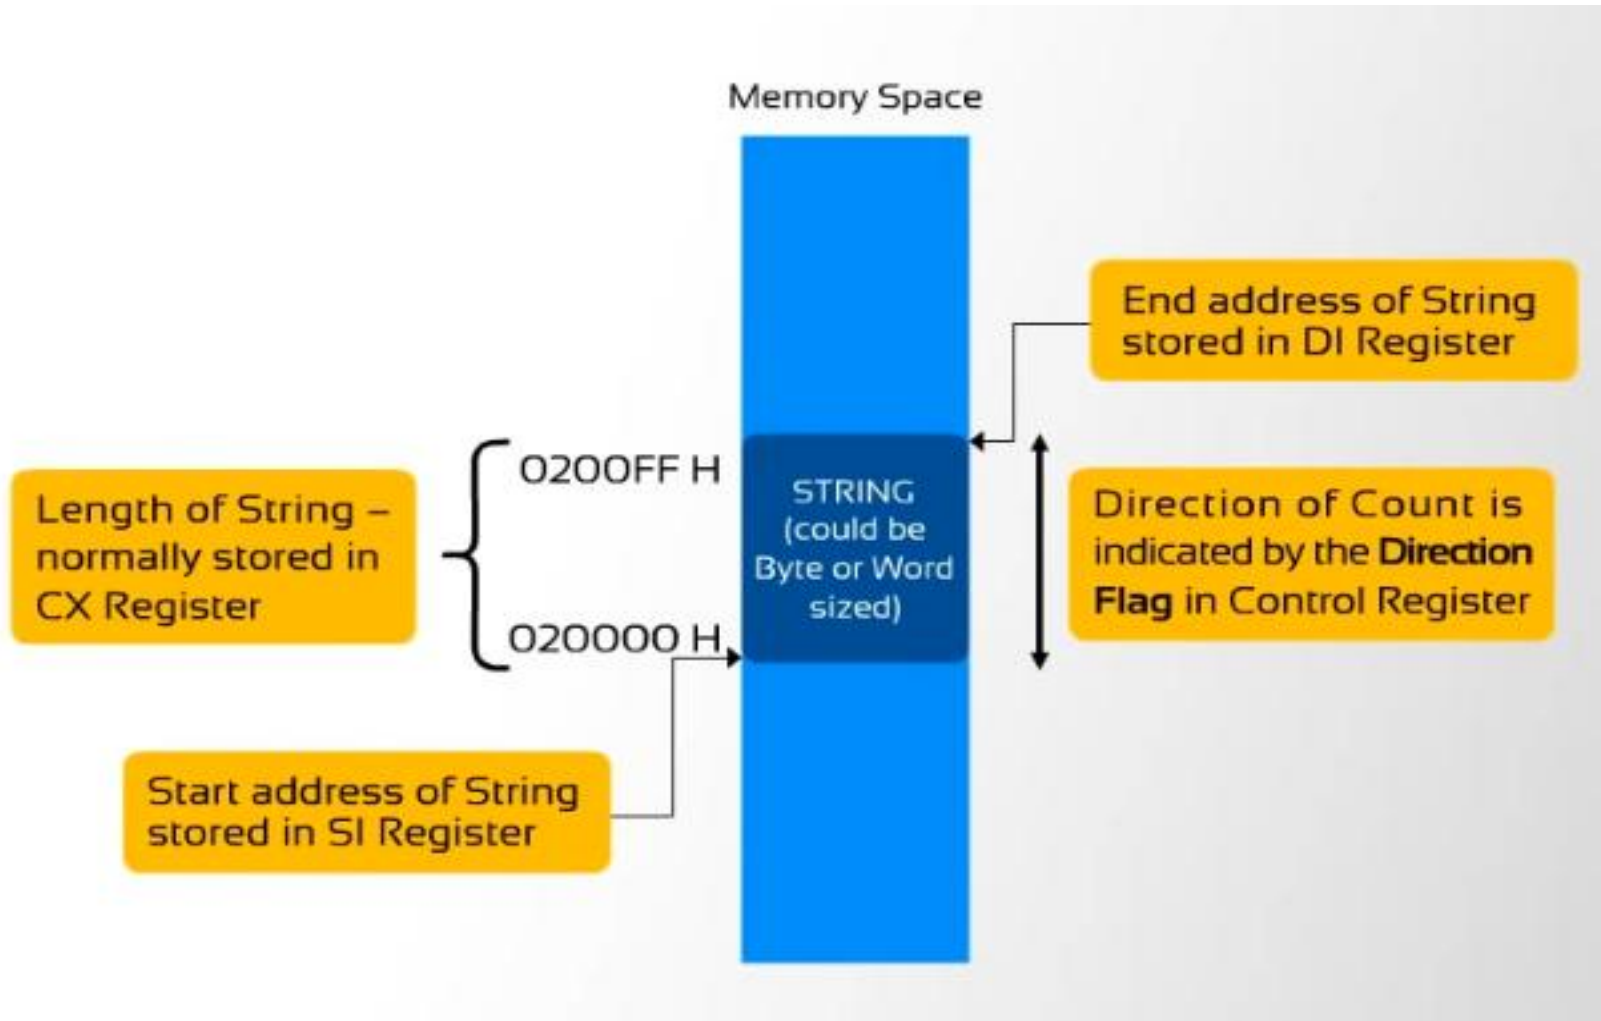 Memory Space
End address of String
stored in DI Register
0200FF H
Length of String –
normally stored in
CX Register
STRING
(could be
Byte or Word
sized)
Direction of Count is
indicated by the Direction
Flag in Control Register
020000 H
Start address of String
stored in SI Register